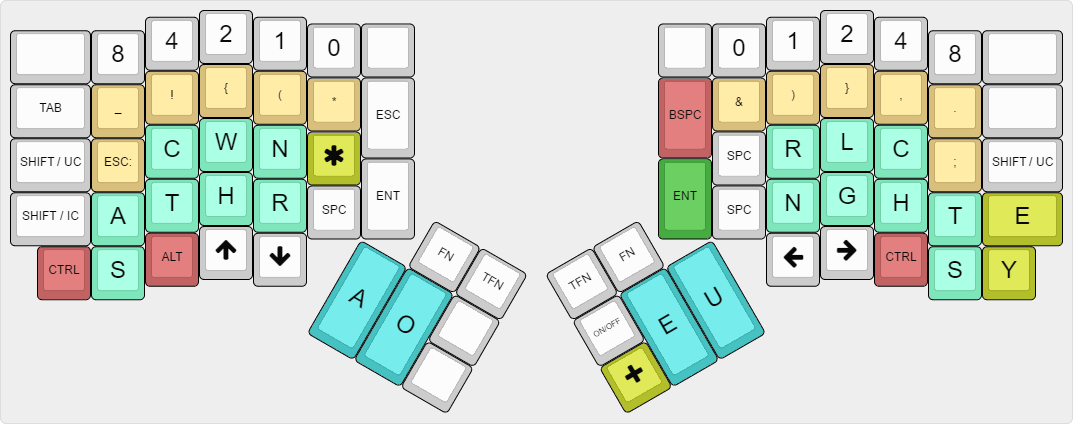 8 4 2 1 0
TAB _ ! { ( * ESC
SHIFT / UC ESC: C W N *
SHIFT / IC A T H R SPC ENT
CTRL S ALT ↑ ↓
FN TFN
A O
0 1 2 4 8
BSPC & ) } , .
SPC R L C ; SHIFT / UC
ENT SPC N G H T E
← → CTRL S Y
TFN FN
ON/OFF E U
+